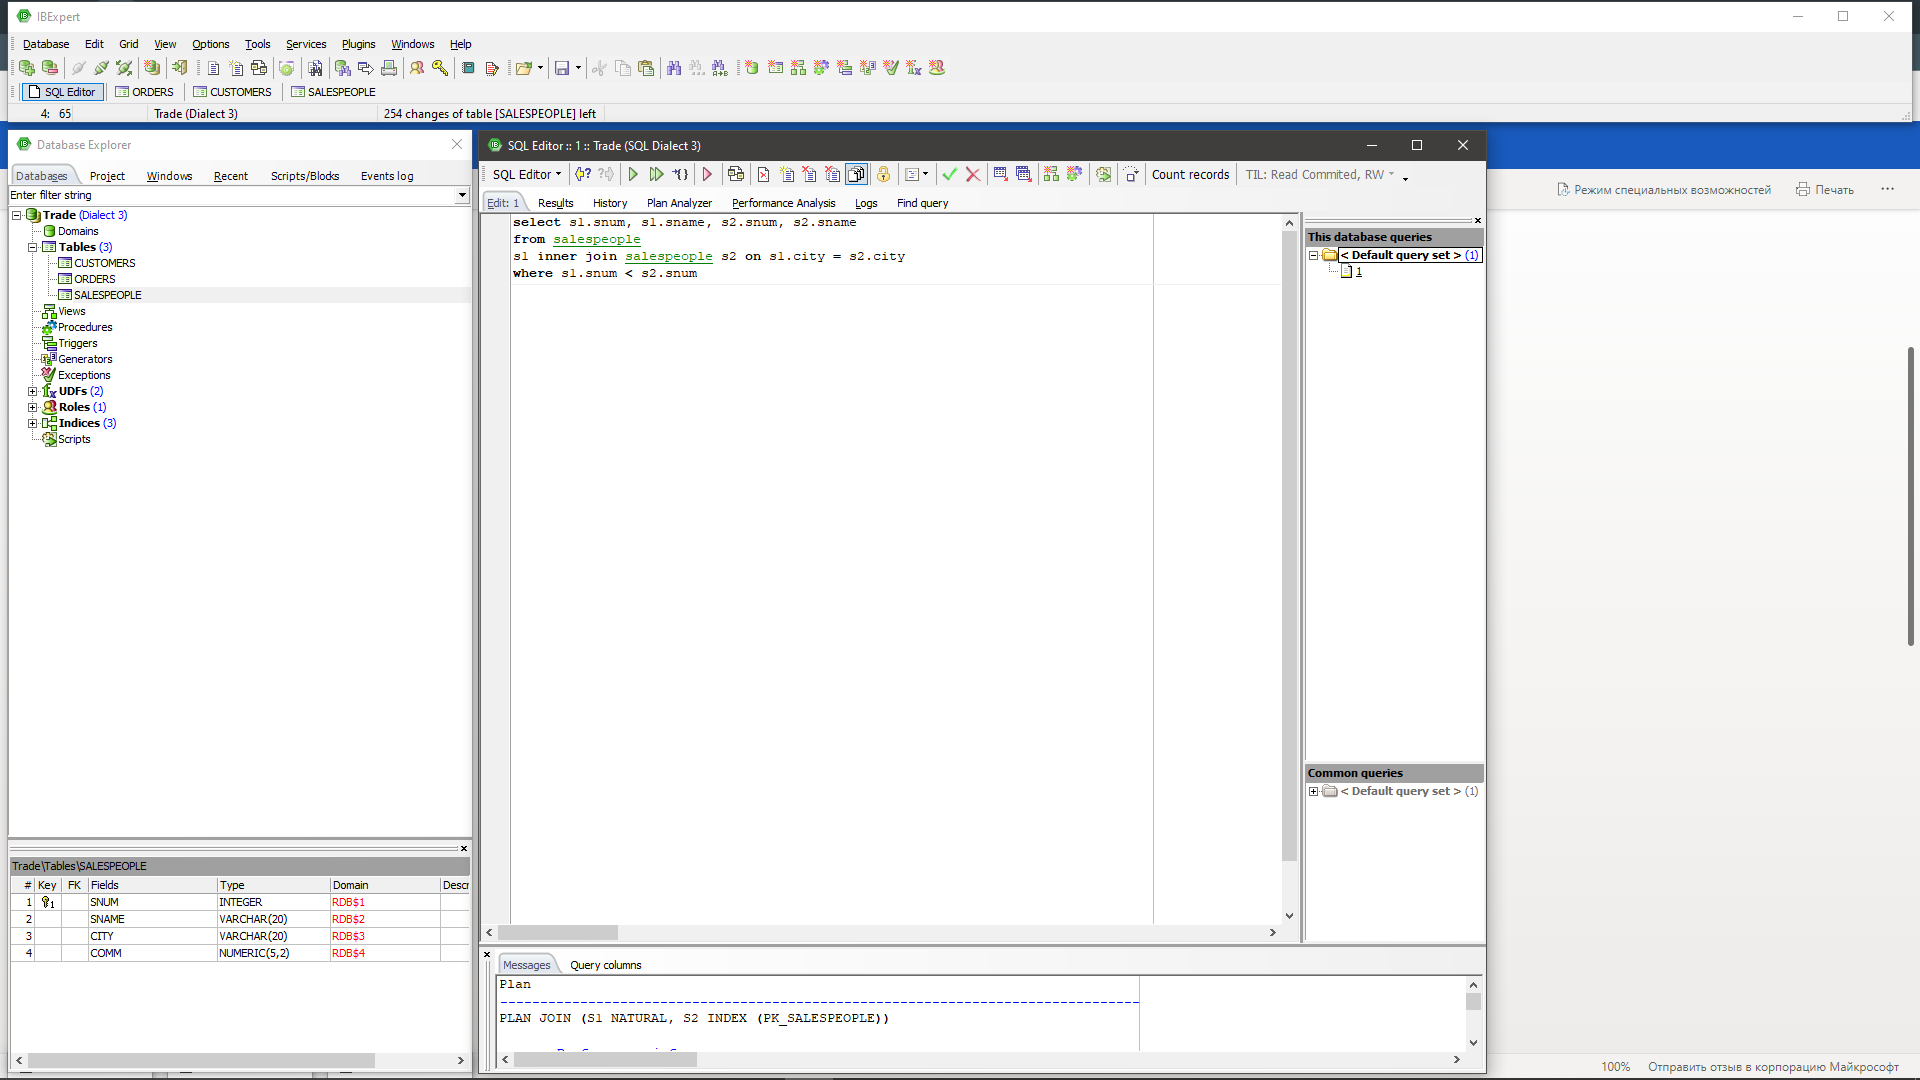 IBExpert
Database Edit Grid View Options Tools Services Plugins Windows Help
SQL Editor ORDERS CUSTOMERS SALESPEOPLE
4: 65 Trade (Dialect 3) 254 changes of table [SALESPEOPLE] left
Database Explorer
Databases Project Windows Recent Scripts/Blocks Events log
Enter filter string
Trade (Dialect 3)
Domains
Tables (3)
CUSTOMERS
ORDERS
SALESPEOPLE
Views
Procedures
Triggers
Generators
Exceptions
UDFs (2)
Roles (1)
Indices (3)
Scripts
Trade\Tables\SALESPEOPLE
# Key FK Fields Type Domain Descr
1 1 SNUM INTEGER RDB$1
2 SNAME VARCHAR(20) RDB$2
3 CITY VARCHAR(20) RDB$3
4 COMM NUMERIC(5,2) RDB$4
SQL Editor :: 1 :: Trade (SQL Dialect 3)
SQL Editor Count records TIL: Read Commited, RW
Edit: 1 Results History Plan Analyzer Performance Analysis Logs Find query
select s1.snum, s1.sname, s2.snum, s2.sname
from salespeople
s1 inner join salespeople s2 on s1.city = s2.city
where s1.snum < s2.snum
This database queries
< Default query set > (1)
1
Common queries
< Default query set > (1)
Messages Query columns
Plan
--------------------------------------------------------------------------------
PLAN JOIN (S1 NATURAL, S2 INDEX (PK_SALESPEOPLE))
Режим специальных возможностей Печать ...
100% Отправить отзыв в корпорацию Майкрософт